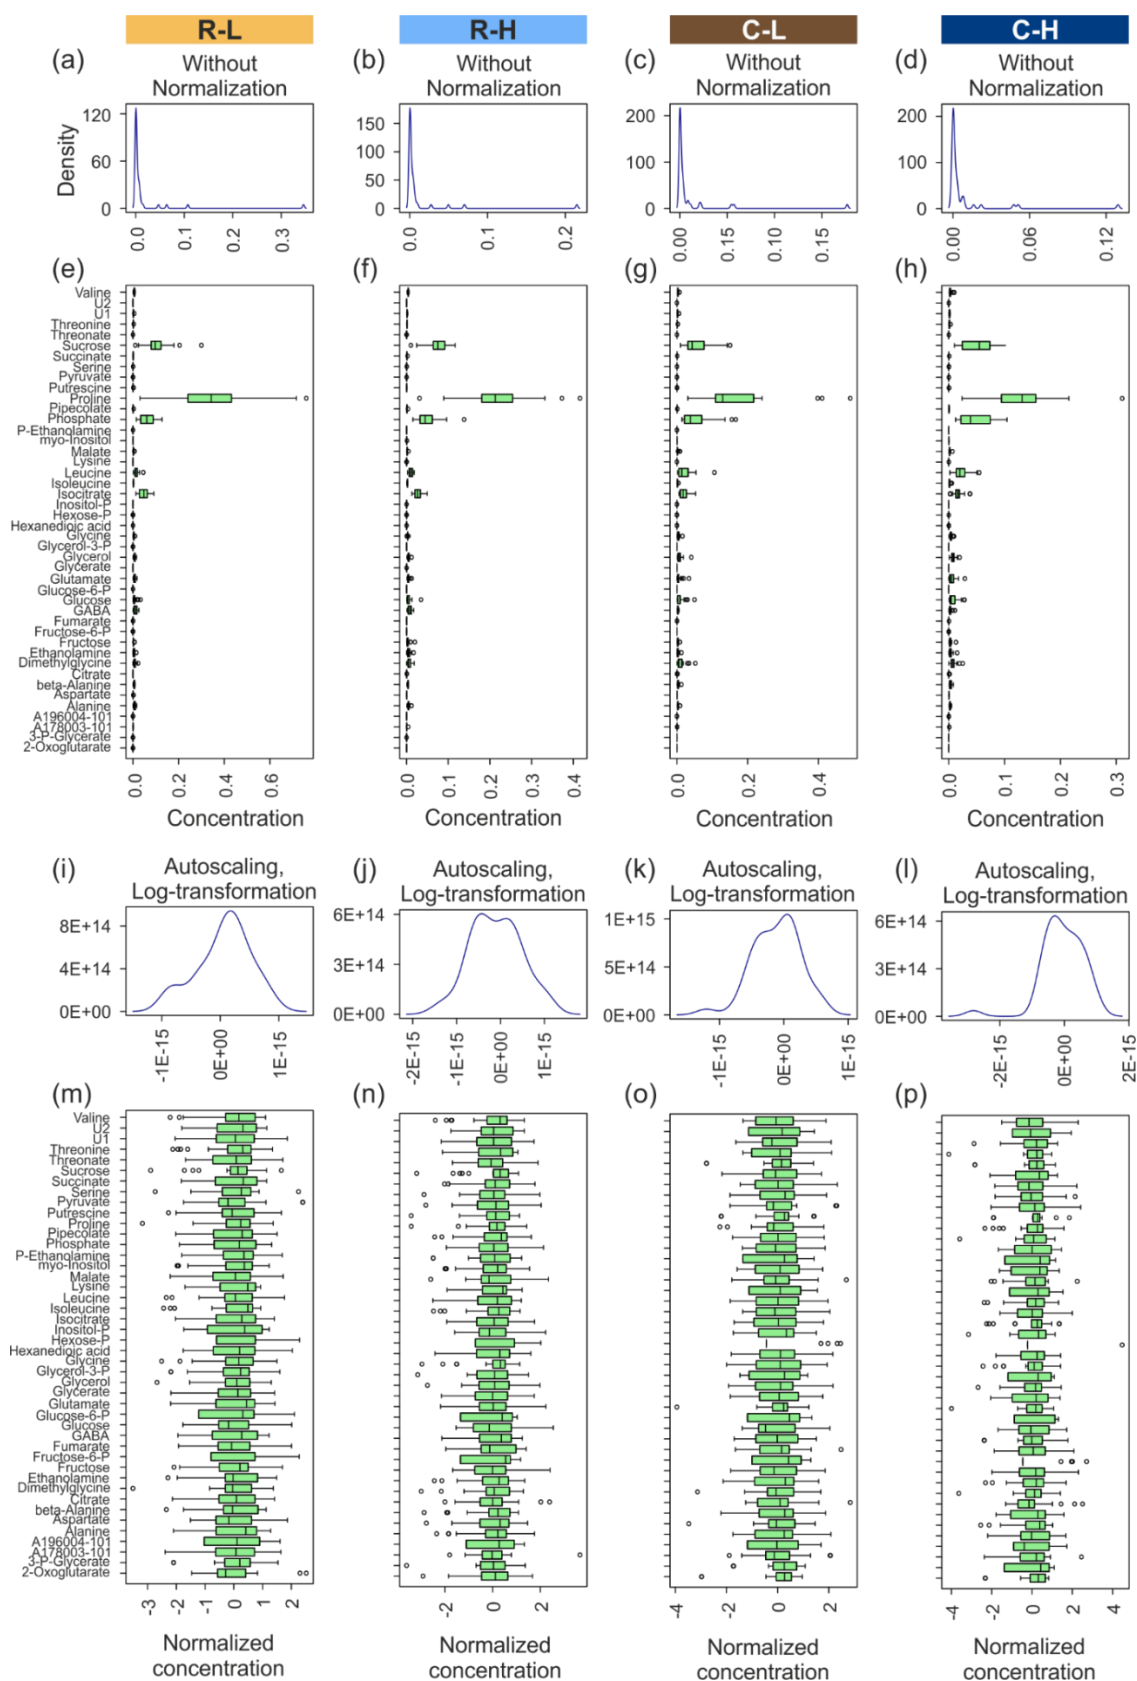 R-L
R-H
C-L
C-H
(a)
Without
Normalization
(b)
Without
Normalization
(c)
Without
Normalization
(d)
Without
Normalization
Density
120
60
0
0.0
0.1
0.2
0.3
150
100
50
0
0.0
0.1
0.2
200
100
0
0.00
0.15
0.10
0.15
200
100
0
0.00
0.06
0.12
(e)
(f)
(g)
(h)
Valine
U2
U1
Threonine
Threonate
Sucrose
Succinate
Serine
Pyruvate
Putrescine
Proline
Pipecolate
Phosphate
P-Ethanolamine
myo-Inositol
Malate
Lysine
Leucine
Isoleucine
Isocitrate
Inositol-P
Hexose-P
Hexanedioic acid
Glycine
Glycerol-3-P
Glycerol
Glycerate
Glutamate
Glucose-6-P
Glucose
GABA
Fumarate
Fructose-6-P
Fructose
Ethanolamine
Dimethylglycine
Citrate
beta-Alanine
Aspartate
Alanine
A196004-101
A178003-101
3-P-Glycerate
2-Oxoglutarate
0.0
0.2
0.4
0.6
0.0
0.1
0.2
0.3
0.4
0.0
0.2
0.4
0.0
0.1
0.2
0.3
Concentration
Concentration
Concentration
Concentration
(i)
Autoscaling,
Log-transformation
(j)
Autoscaling,
Log-transformation
(k)
Autoscaling,
Log-transformation
(l)
Autoscaling,
Log-transformation
8E+14
4E+14
0E+00
-1E-15
0E+00
1E-15
6E+14
3E+14
0E+00
-2E-15
-1E-15
0E+00
1E-15
1E+15
5E+14
0E+00
-2E-15
-1E-15
0E+00
1E-15
6E+14
3E+14
0E+00
-2E-15
0E+00
2E-15
(m)
(n)
(o)
(p)
Valine
U2
U1
Threonine
Threonate
Sucrose
Succinate
Serine
Pyruvate
Putrescine
Proline
Pipecolate
Phosphate
P-Ethanolamine
myo-Inositol
Malate
Lysine
Leucine
Isoleucine
Isocitrate
Inositol-P
Hexose-P
Hexanedioic acid
Glycine
Glycerol-3-P
Glycerol
Glycerate
Glutamate
Glucose-6-P
Glucose
GABA
Fumarate
Fructose-6-P
Fructose
Ethanolamine
Dimethylglycine
Citrate
beta-Alanine
Aspartate
Alanine
A196004-101
A178003-101
3-P-Glycerate
2-Oxoglutarate
-3
-2
-1
0
1
2
-4
-2
0
2
-4
-2
0
2
-4
-2
0
2
4
Normalized
concentration
Normalized
concentration
Normalized
concentration
Normalized
concentration